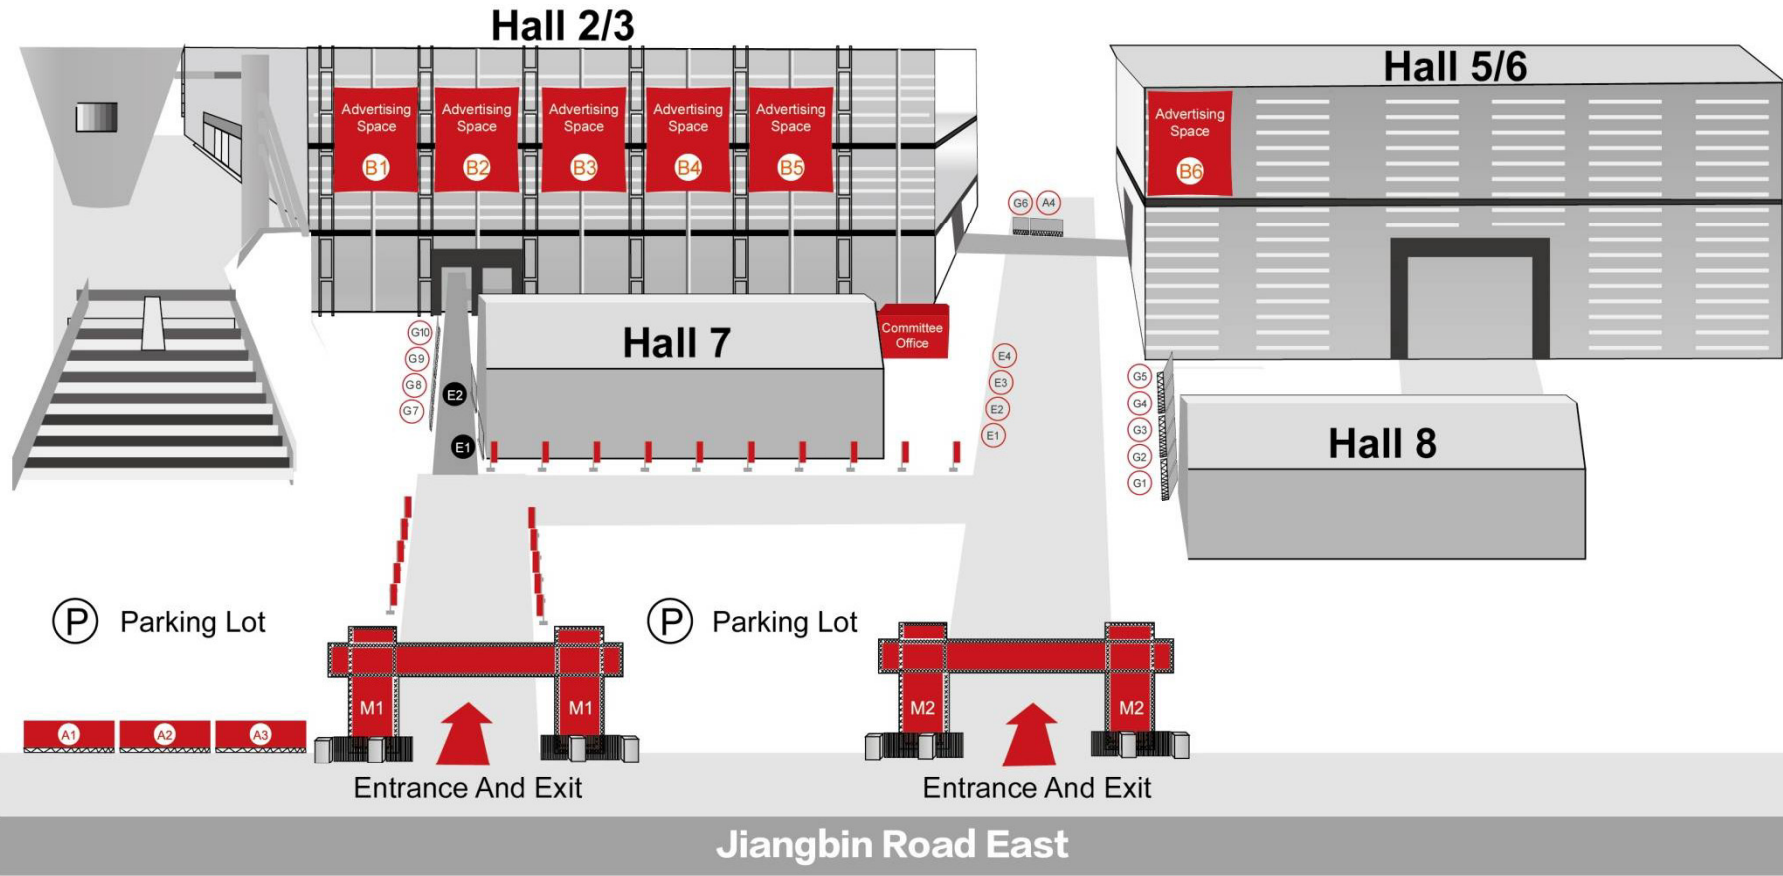 Hall 2/3
Hall 5/6
Advertising
Space
B1
Advertising
Space
B2
Advertising
Space
B3
Advertising
Space
B4
Advertising
Space
B5
Advertising
Space
B6
G6 A4
Hall 7
Committee
Office
G10
G9
G8
G7
E2
E1
E4
E3
E2
E1
G5
G4
G3
G2
G1
Hall 8
P Parking Lot
P Parking Lot
M1 M1
M2 M2
A1 A2 A3
Entrance And Exit
Entrance And Exit
Jiangbin Road East